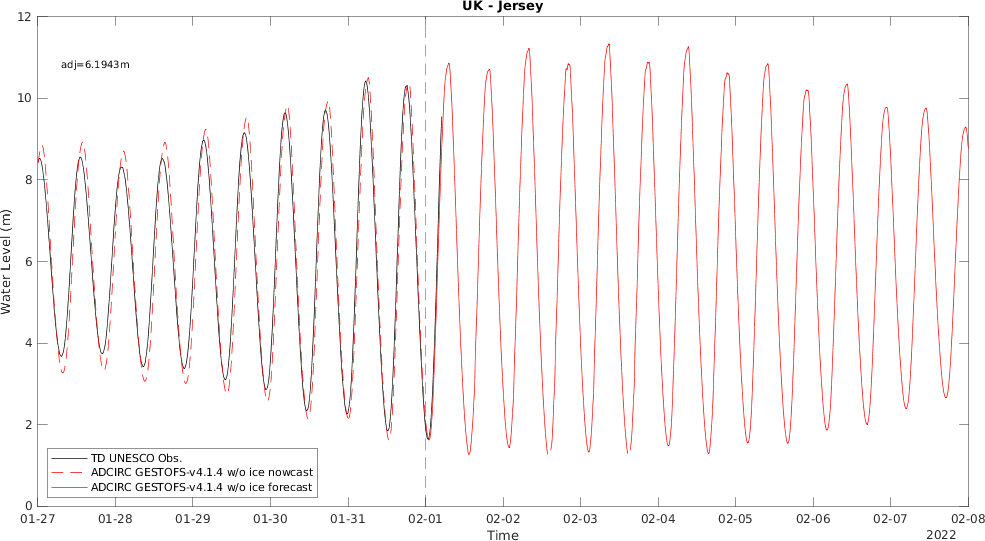 UK - Jersey
adj=6.1943m
12
10
8
6
4
2
0
Water Level (m)
TD UNESCO Obs.
ADCIRC GESTOFS-v4.1.4 w/o ice nowcast
ADCIRC GESTOFS-v4.1.4 w/o ice forecast
01-27 01-28 01-29 01-30 01-31 02-01 02-02 02-03 02-04 02-05 02-06 02-07 02-08
Time
2022